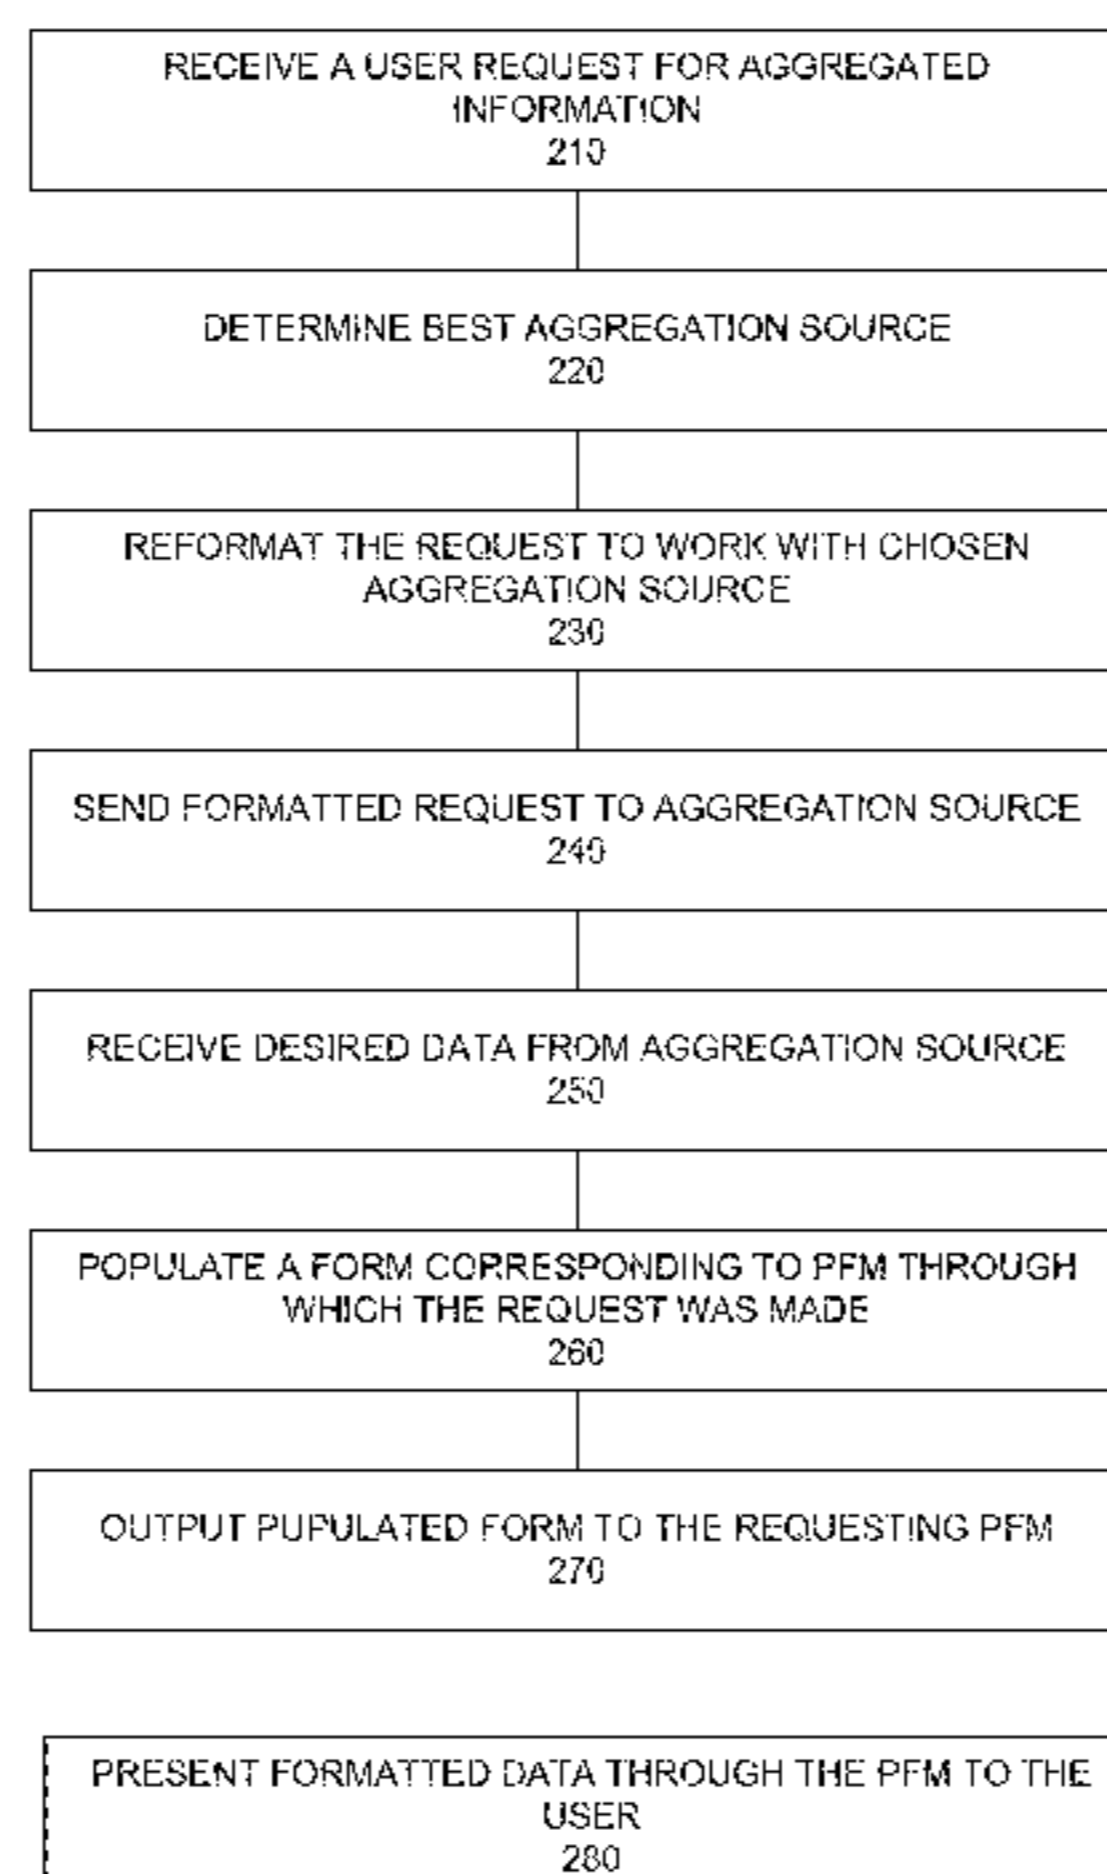 RECEIVE A USER REQUEST FOR AGGREGATED
INFORMATION
210
DETERMINE BEST AGGREGATION SOURCE
220
REFORMAT THE REQUEST TO WORK WITH CHOSEN
AGGREGATION SOURCE
230
SEND FORMATTED REQUEST TO AGGREGATION SOURCE
240
RECEIVE DESIRED DATA FROM AGGREGATION SOURCE
250
POPULATE A FORM CORRESPONDING TO PFM THROUGH
WHICH THE REQUEST WAS MADE
260
OUTPUT PUPULATED FORM TO THE REQUESTING PFM
270
PRESENT FORMATTED DATA THROUGH THE PFM TO THE
USER
280